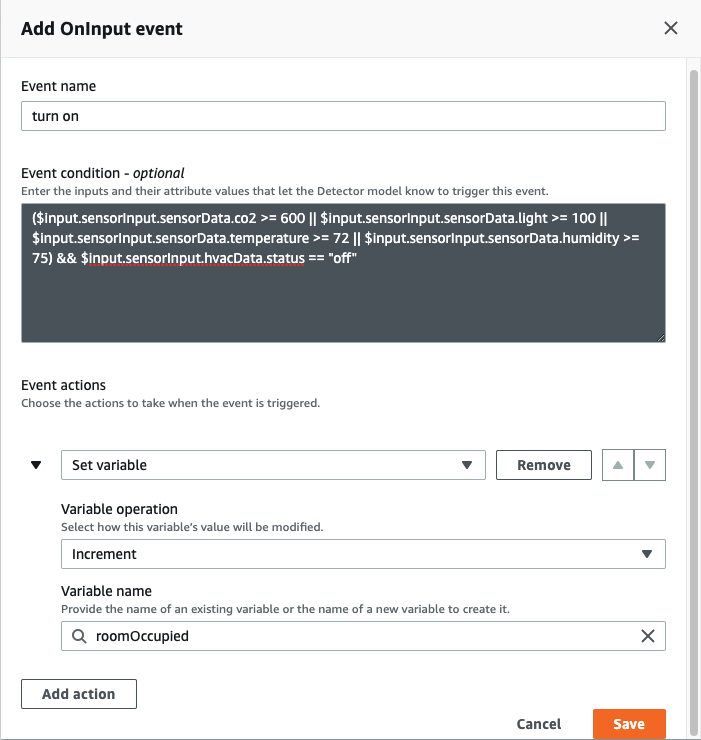 Add OnInput event
Event name
turn on
Event condition - optional
Enter the inputs and their attribute values that let the Detector model know to trigger this event.
($input.sensorInput.sensorData.co2 >= 600 || $input.sensorInput.sensorData.light >= 100 ||
$input.sensorInput.sensorData.temperature >= 72 || $input.sensorInput.sensorData.humidity >=
75) && $input.sensorInput.hvacData.status == "off"
Event actions
Choose the actions to take when the event is triggered.
Set variable
Remove
Variable operation
Select how this variable's value will be modified.
Increment
Variable name
Provide the name of an existing variable or the name of a new variable to create it.
roomOccupied
Add action
Cancel Save